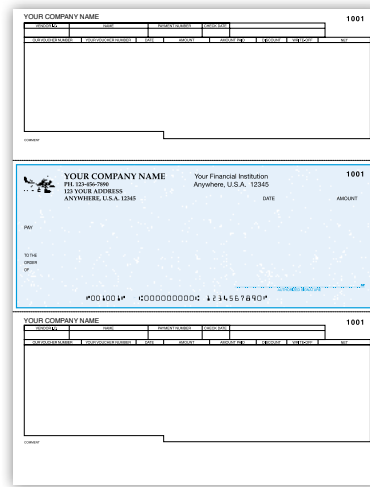 YOUR COMPANY NAME 1001
VENDOR I.D. NAME PAYMENT NUMBER CHECK DATE
OUR VOUCHER NUMBER YOUR VOUCHER NUMBER DATE AMOUNT AMOUNT PAID DISCOUNT WRITE-OFF NET
COMMENT
YOUR COMPANY NAME Your Financial Institution 1001
PH. 123-456-7890 Anywhere, U.S.A. 12345
123 YOUR ADDRESS
ANYWHERE, U.S.A. 12345 DATE AMOUNT
PAY
TO THE
ORDER
OF
AUTHORIZED SIGNATURE
⑈001001⑈ ⑆000000000⑆ 1234567890⑈
YOUR COMPANY NAME 1001
VENDOR I.D. NAME PAYMENT NUMBER CHECK DATE
OUR VOUCHER NUMBER YOUR VOUCHER NUMBER DATE AMOUNT AMOUNT PAID DISCOUNT WRITE-OFF NET
COMMENT